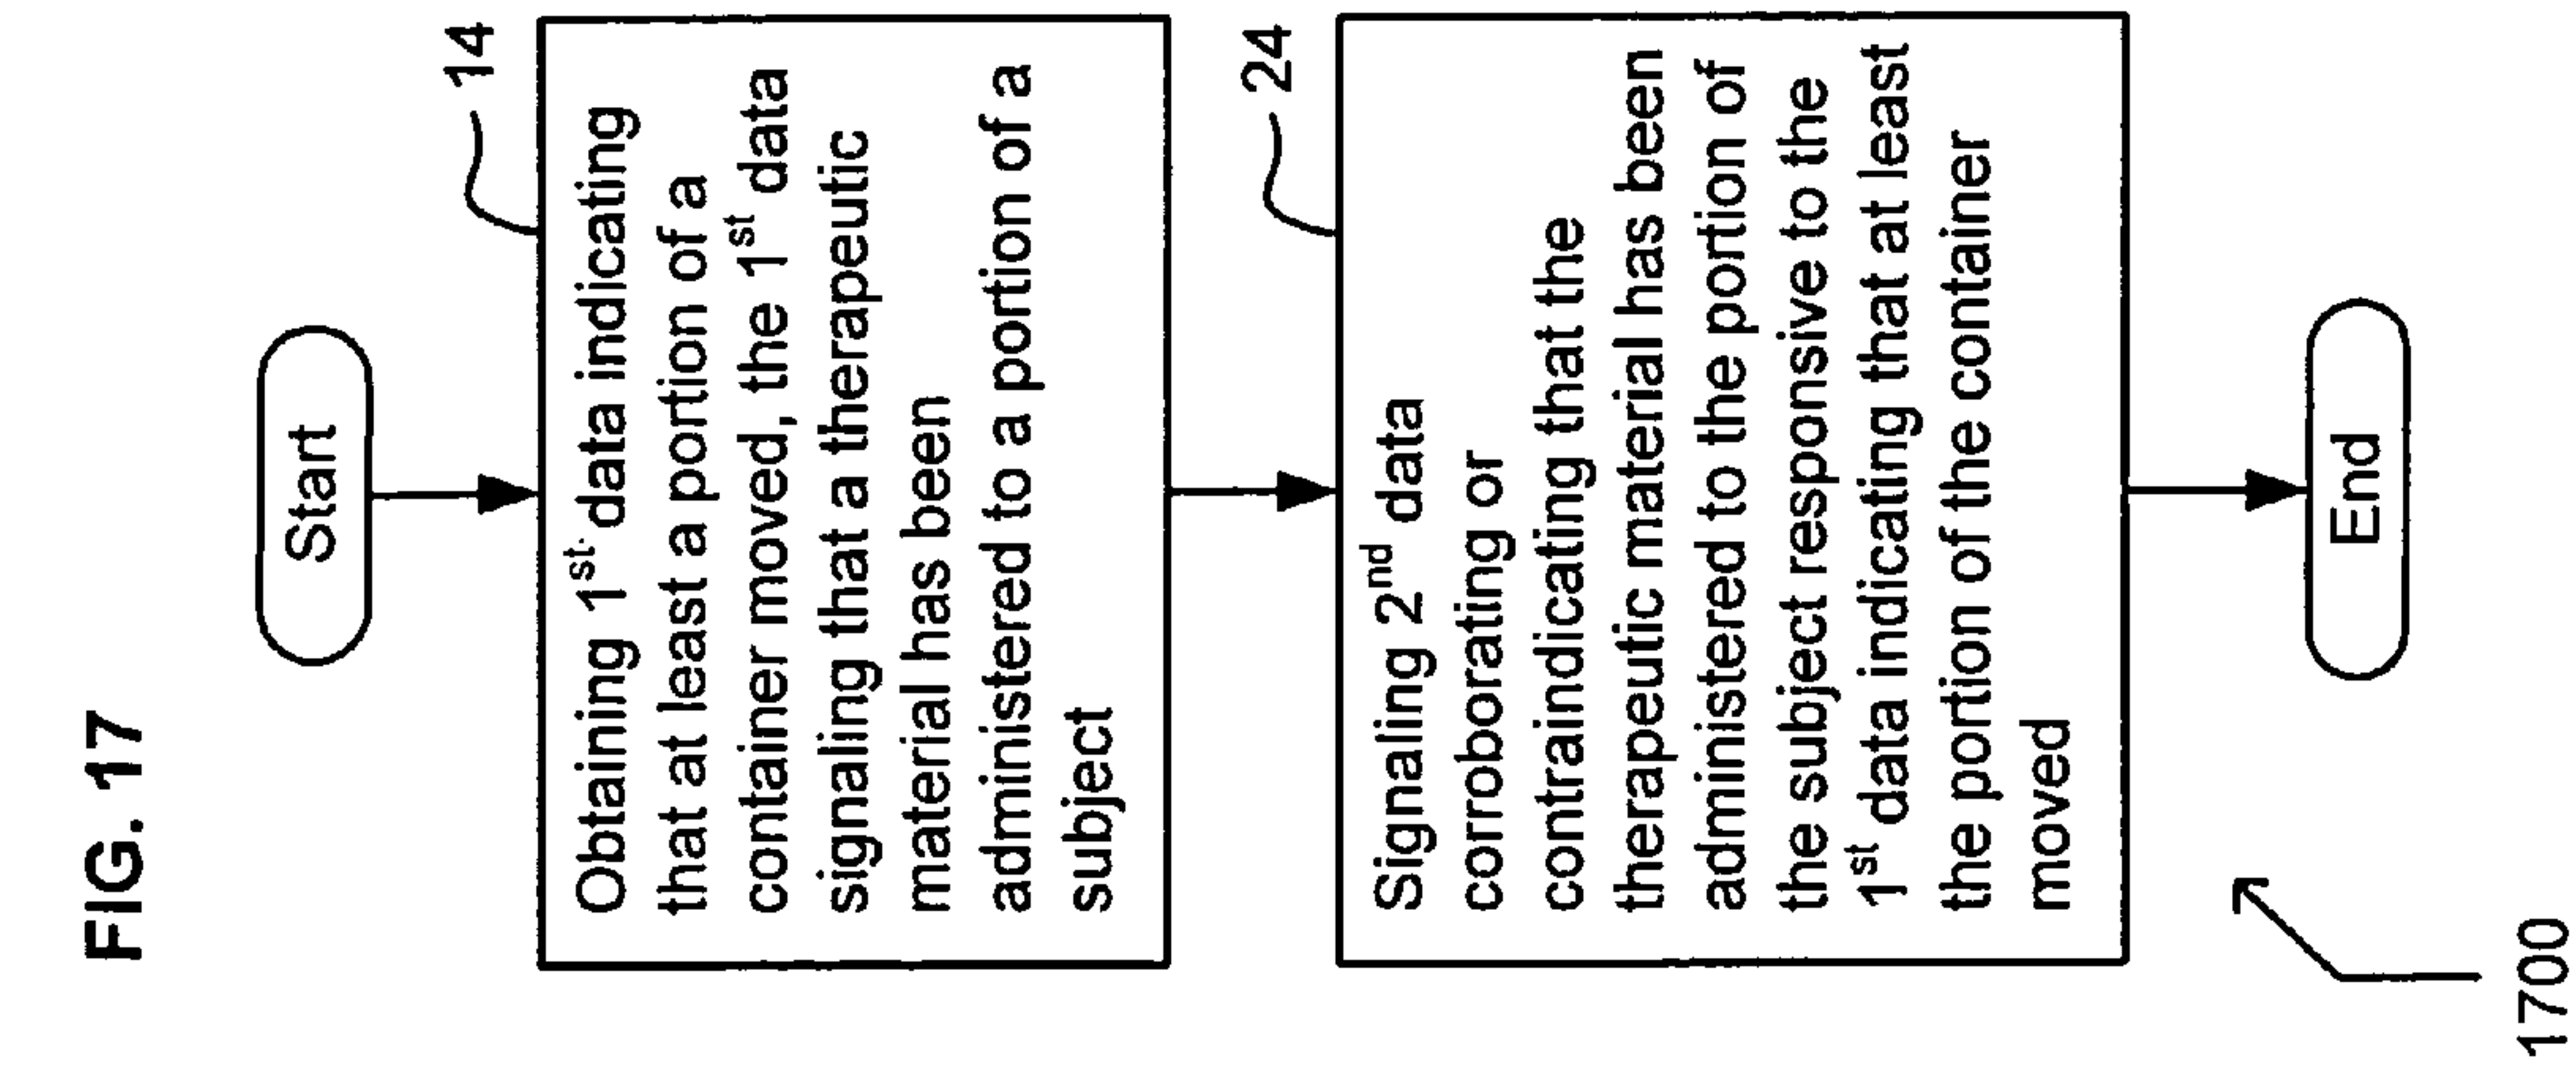 FIG. 17
Start
14
Obtaining 1st. data indicating
that at least a portion of a
container moved, the 1st data
signaling that a therapeutic
material has been
administered to a portion of a
subject
24
Signaling 2nd data
corroborating or
contraindicating that the
therapeutic material has been
administered to the portion of
the subject responsive to the
1st data indicating that at least
the portion of the container
moved
End
1700